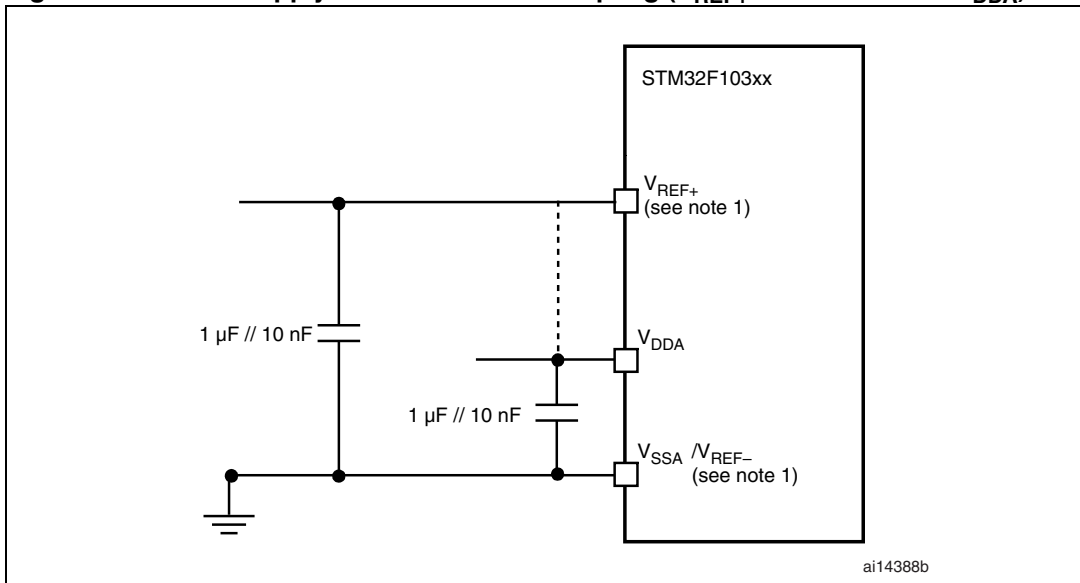 STM32F103xx
VREF+
(see note 1)
1 µF // 10 nF
VDDA
1 µF // 10 nF
VSSA /VREF–
(see note 1)
ai14388b